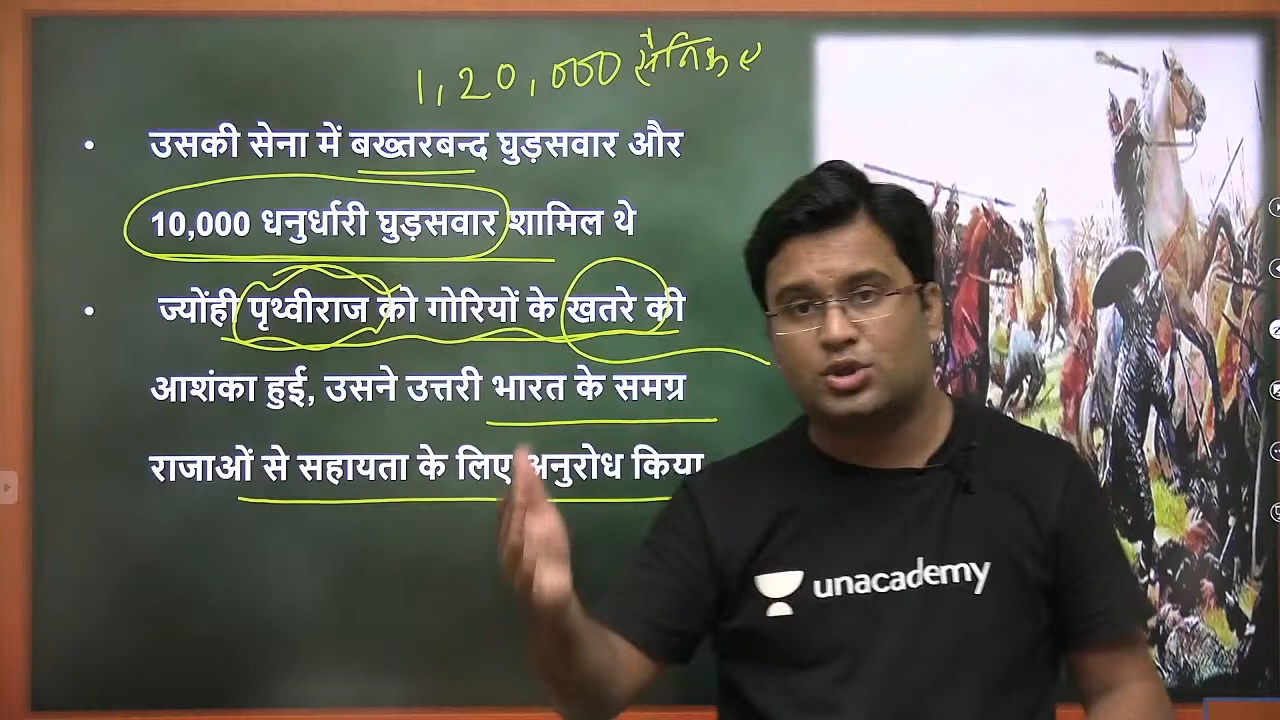 1,20,000 सैनिक
उसकी सेना में बख्तरबन्द घुड़सवार और
10,000 धनुर्धारी घुड़सवार शामिल थे
ज्योंही पृथ्वीराज को गोरियों के खतरे की
आशंका हुई, उसने उत्तरी भारत के समग्र
राजाओं से सहायता के लिए अनुरोध किया
unacademy